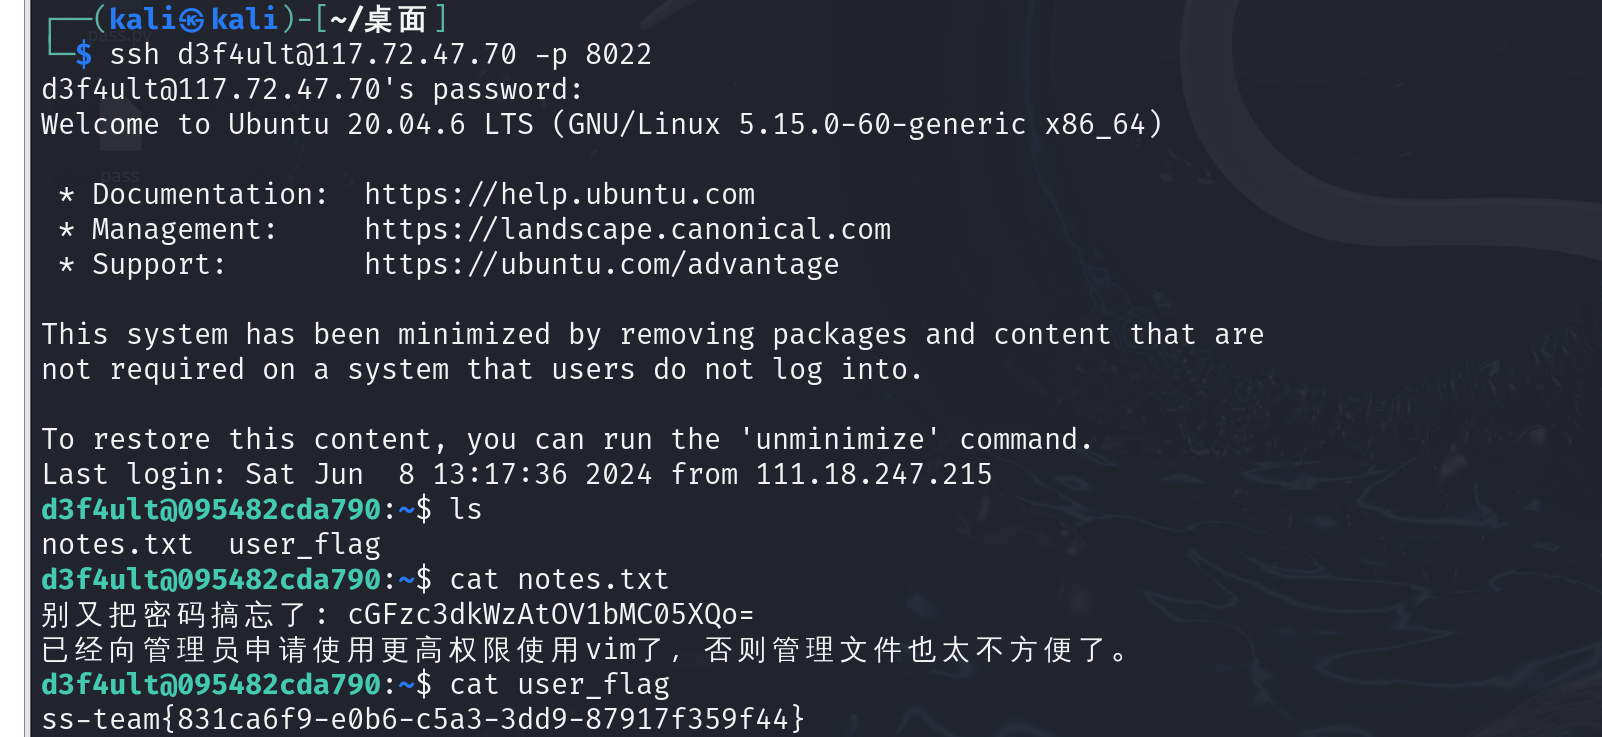 pass.py
┌──(kali㉿kali)-[~/桌面]
└─$ ssh d3f4ult@117.72.47.70 -p 8022
d3f4ult@117.72.47.70's password:
Welcome to Ubuntu 20.04.6 LTS (GNU/Linux 5.15.0-60-generic x86_64)
pass
* Documentation:  https://help.ubuntu.com
* Management:     https://landscape.canonical.com
* Support:        https://ubuntu.com/advantage
This system has been minimized by removing packages and content that are
not required on a system that users do not log into.
To restore this content, you can run the 'unminimize' command.
Last login: Sat Jun  8 13:17:36 2024 from 111.18.247.215
d3f4ult@095482cda790:~$ ls
notes.txt  user_flag
d3f4ult@095482cda790:~$ cat notes.txt
别又把密码搞忘了: cGFzc3dkWzAtOV1bMC05XQo=
已经向管理员申请使用更高权限使用vim了, 否则管理文件也太不方便了。
d3f4ult@095482cda790:~$ cat user_flag
ss-team{831ca6f9-e0b6-c5a3-3dd9-87917f359f44}